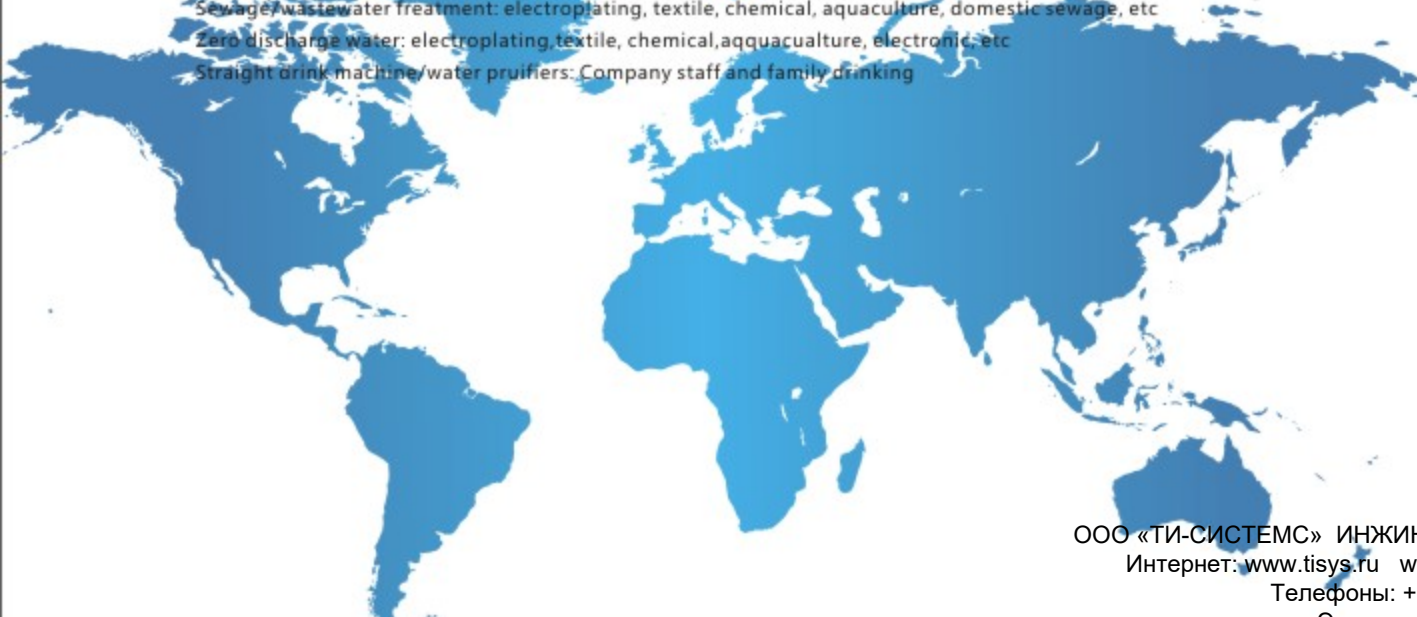 Sewage/wastewater freatment: electroplating, textile, chemical, aquaculture, domestic sewage, etc
Zero discharge water: electroplating,textile, chemical,aqquacualture, electronic, etc
Straight drink machine/water pruifiers: Company staff and family drinking
ООО «ТИ-СИСТЕМС» ИНЖИН
Интернет: www.tisys.ru w
Телефоны: +